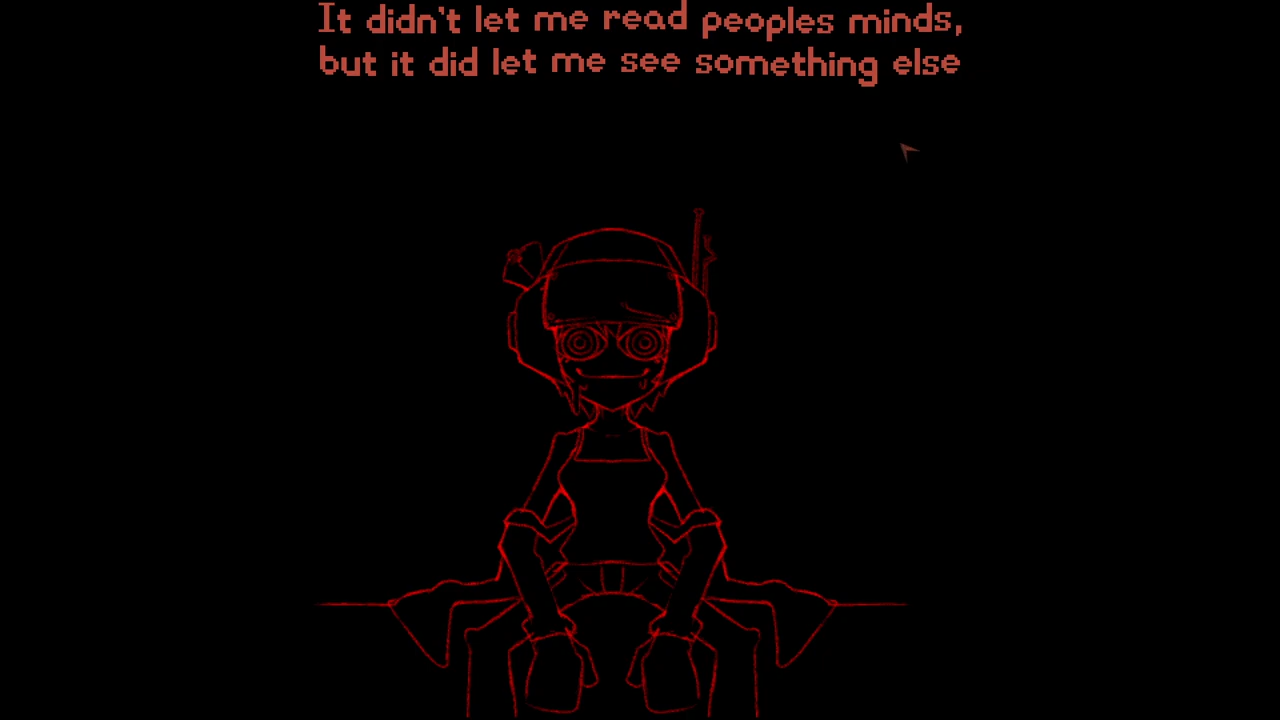 It didn't let me read peoples minds,
but it did let me see something else